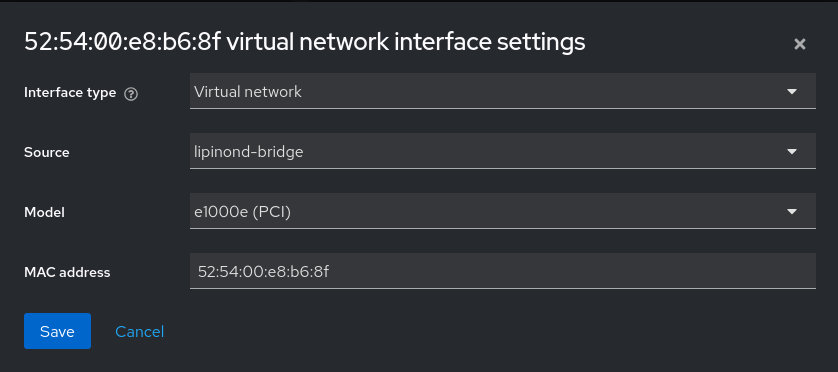 52:54:00:e8:b6:8f virtual network interface settings
Interface type
Virtual network
Source
lipinond-bridge
Model
e1000e (PCI)
MAC address
52:54:00:e8:b6:8f
Save
Cancel